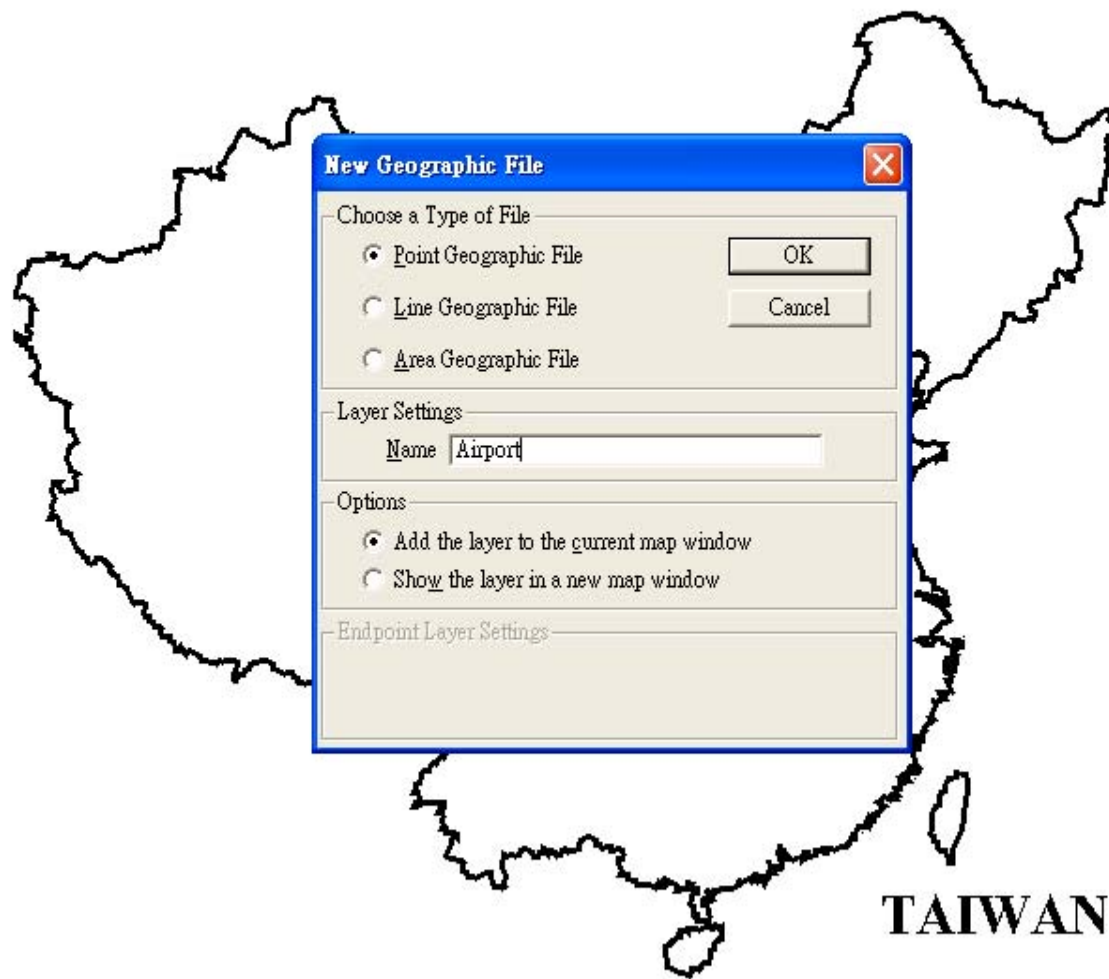 New Geographic File
Choose a Type of File
Point Geographic File
OK
Line Geographic File
Cancel
Area Geographic File
Layer Settings
Name Airport
Options
Add the layer to the current map window
Show the layer in a new map window
Endpoint Layer Settings
TAIWAN